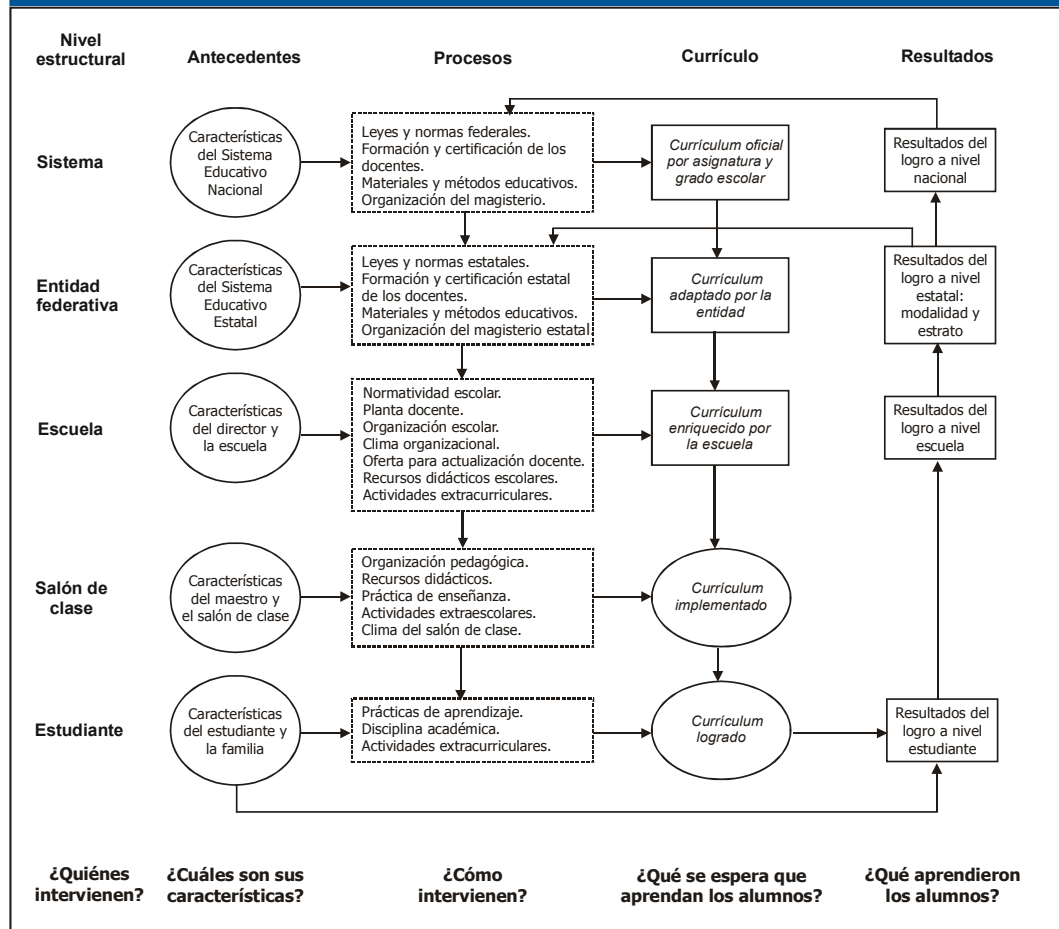 Nivel
estructural
Antecedentes
Procesos
Currículo
Resultados
Sistema
Características
del Sistema
Educativo
Nacional
Leyes y normas federales.
Formación y certificación de los
docentes.
Materiales y métodos educativos.
Organización del magisterio.
Currículum oficial
por asignatura y
grado escolar
Resultados del
logro a nivel
nacional
Entidad
federativa
Características
del Sistema
Educativo
Estatal
Leyes y normas estatales.
Formación y certificación estatal
de los docentes.
Materiales y métodos educativos.
Organización del magisterio estatal
Currículum
adaptado por la
entidad
Resultados del
logro a nivel
estatal:
modalidad y
estrato
Escuela
Características
del director y
la escuela
Normatividad escolar.
Planta docente.
Organización escolar.
Clima organizacional.
Oferta para actualización docente.
Recursos didácticos escolares.
Actividades extracurriculares.
Currículum
enriquecido por
la escuela
Resultados del
logro a nivel
escuela
Salón de
clase
Características
del maestro y
el salón de clase
Organización pedagógica.
Recursos didácticos.
Práctica de enseñanza.
Actividades extraescolares.
Clima del salón de clase.
Currículum
implementado
Estudiante
Características
del estudiante y
la familia
Prácticas de aprendizaje.
Disciplina académica.
Actividades extracurriculares.
Currículum
logrado
Resultados del
logro a nivel
estudiante
¿Quiénes
intervienen?
¿Cuáles son sus
características?
¿Cómo
intervienen?
¿Qué se espera que
aprendan los alumnos?
¿Qué aprendieron
los alumnos?